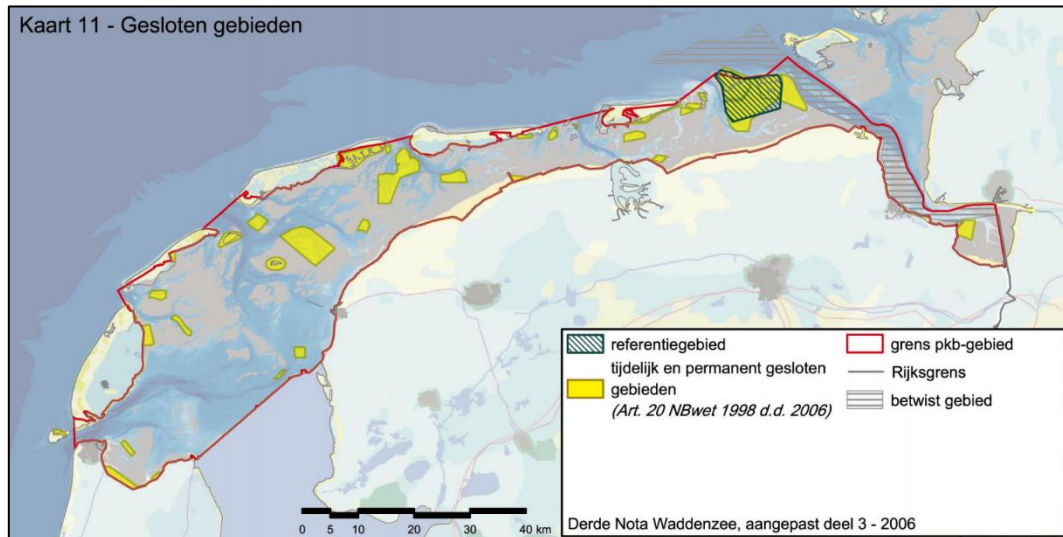 Kaart 11 - Gesloten gebieden
referentiegebied
tijdelijk en permanent gesloten
gebieden
(Art. 20 NBwet 1998 d.d. 2006)
grens pkb-gebied
Rijksgrens
betwist gebied
0 5 10 20 30 40 km
Derde Nota Waddenzee, aangepast deel 3 - 2006